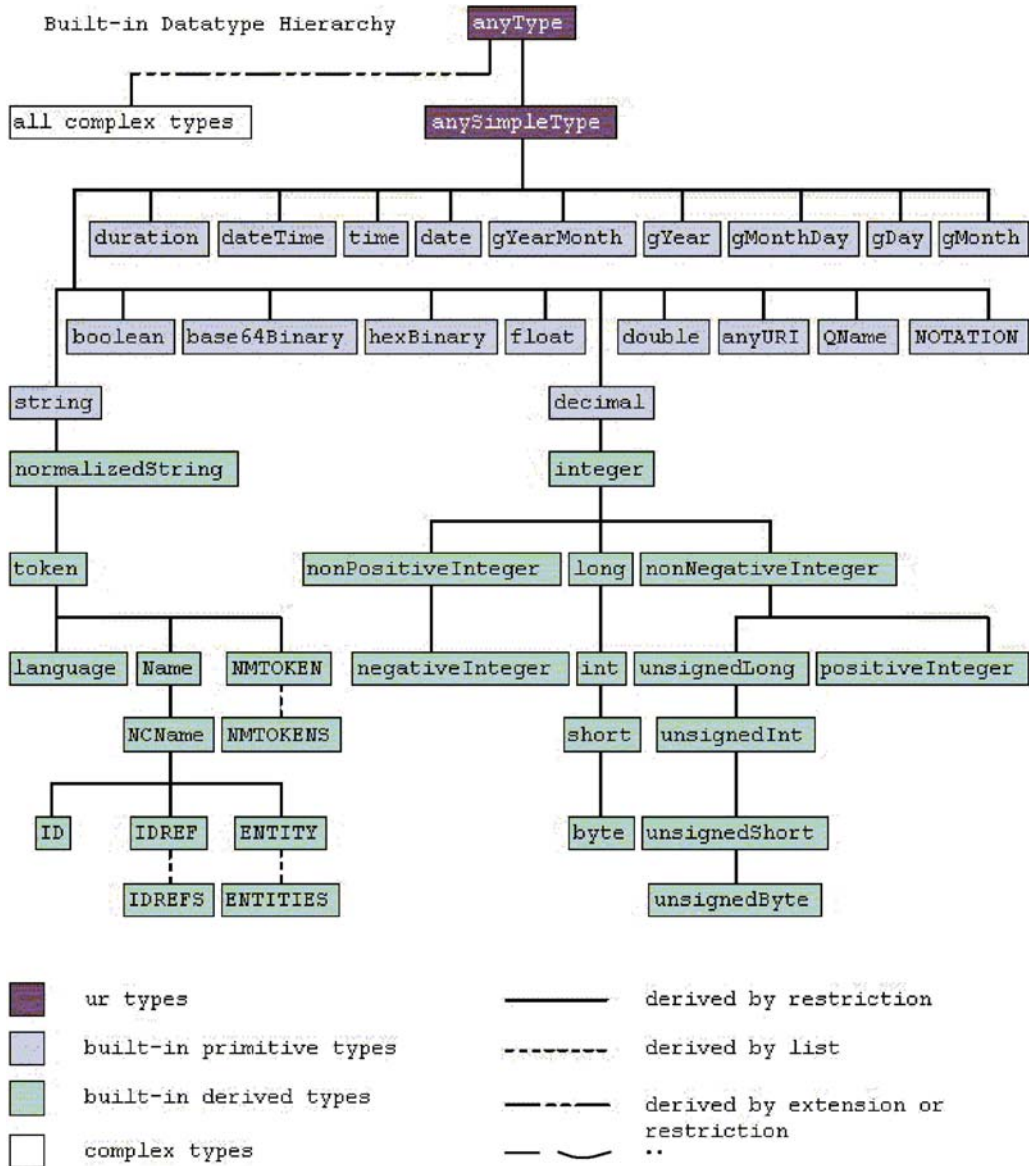 Built-in Datatype Hierarchy
anyType
all complex types
anySimpleType
duration dateTime time date gYearMonth gYear gMonthDay gDay gMonth
boolean base64Binary hexBinary float double anyURI QName NOTATION
string decimal
normalizedString integer
token nonPositiveInteger long nonNegativeInteger
language Name NMTOKEN negativeInteger int unsignedLong positiveInteger
NCName NMTOKENS short unsignedInt
ID IDREF ENTITY byte unsignedShort
IDREFS ENTITIES unsignedByte
ur types
derived by restriction
built-in primitive types
derived by list
built-in derived types
derived by extension or
restriction
complex types